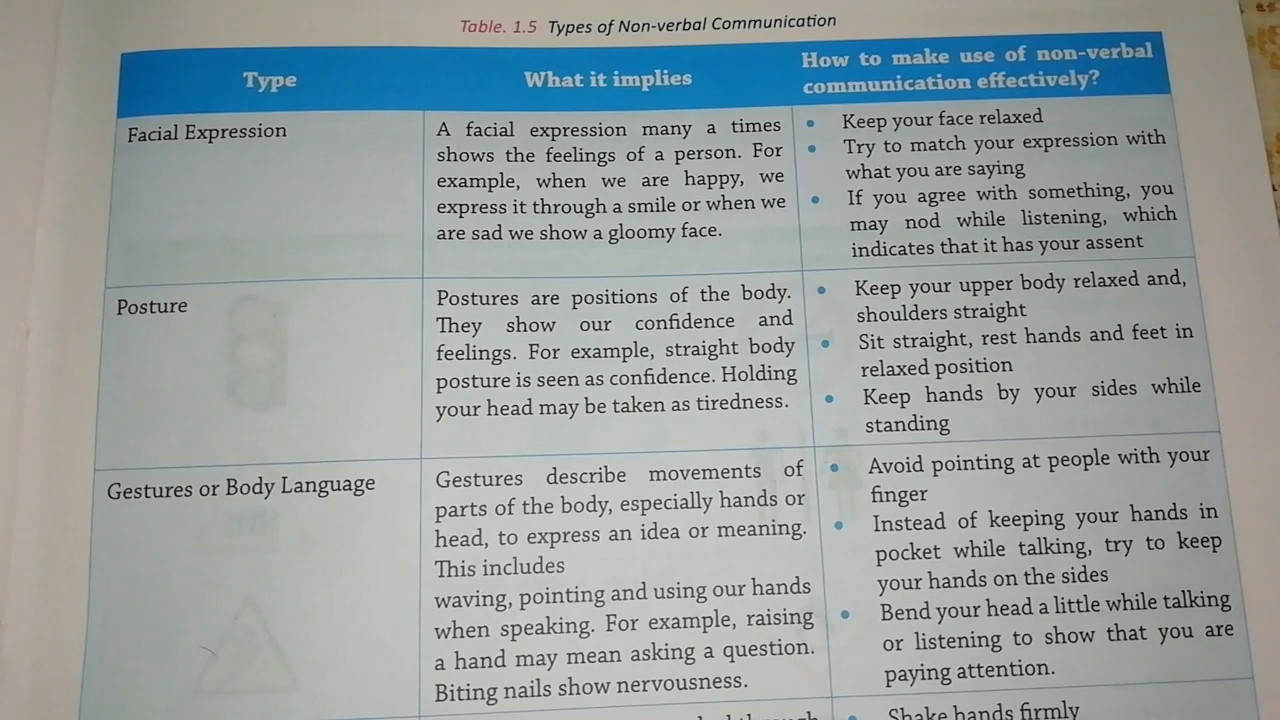 Table. 1.5 Types of Non-verbal Communication
Type
What it implies
How to make use of non-verbal
communication effectively?
Facial Expression
A facial expression many a times
shows the feelings of a person. For
example, when we are happy, we
express it through a smile or when we
are sad we show a gloomy face.
• Keep your face relaxed
• Try to match your expression with
what you are saying
• If you agree with something, you
may nod while listening, which
indicates that it has your assent
Posture
Postures are positions of the body.
They show our confidence and
feelings. For example, straight body
posture is seen as confidence. Holding
your head may be taken as tiredness.
• Keep your upper body relaxed and,
shoulders straight
• Sit straight, rest hands and feet in
relaxed position
• Keep hands by your sides while
standing
Gestures or Body Language
Gestures describe movements of
parts of the body, especially hands or
head, to express an idea or meaning.
This includes
waving, pointing and using our hands
when speaking. For example, raising
a hand may mean asking a question.
Biting nails show nervousness.
• Avoid pointing at people with your
finger
• Instead of keeping your hands in
pocket while talking, try to keep
your hands on the sides
• Bend your head a little while talking
or listening to show that you are
paying attention.
• Shake hands firmly